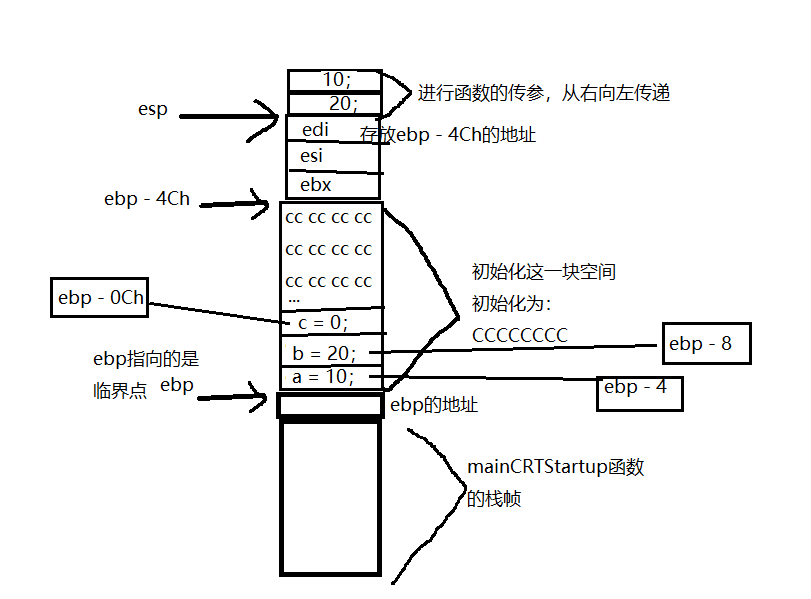 10；
进行函数的传参，从右向左传递
20；
esp
edi
存放ebp - 4Ch的地址
esi
ebx
ebp - 4Ch
cc cc cc cc
cc cc cc cc
cc cc cc cc
...
初始化这一块空间
初始化为：
CCCCCCCC
ebp - 0Ch
c = 0；
b = 20；
ebp - 8
a = 10；
ebp - 4
ebp指向的是
临界点
ebp
ebp的地址
mainCRTStartup函数
的栈帧